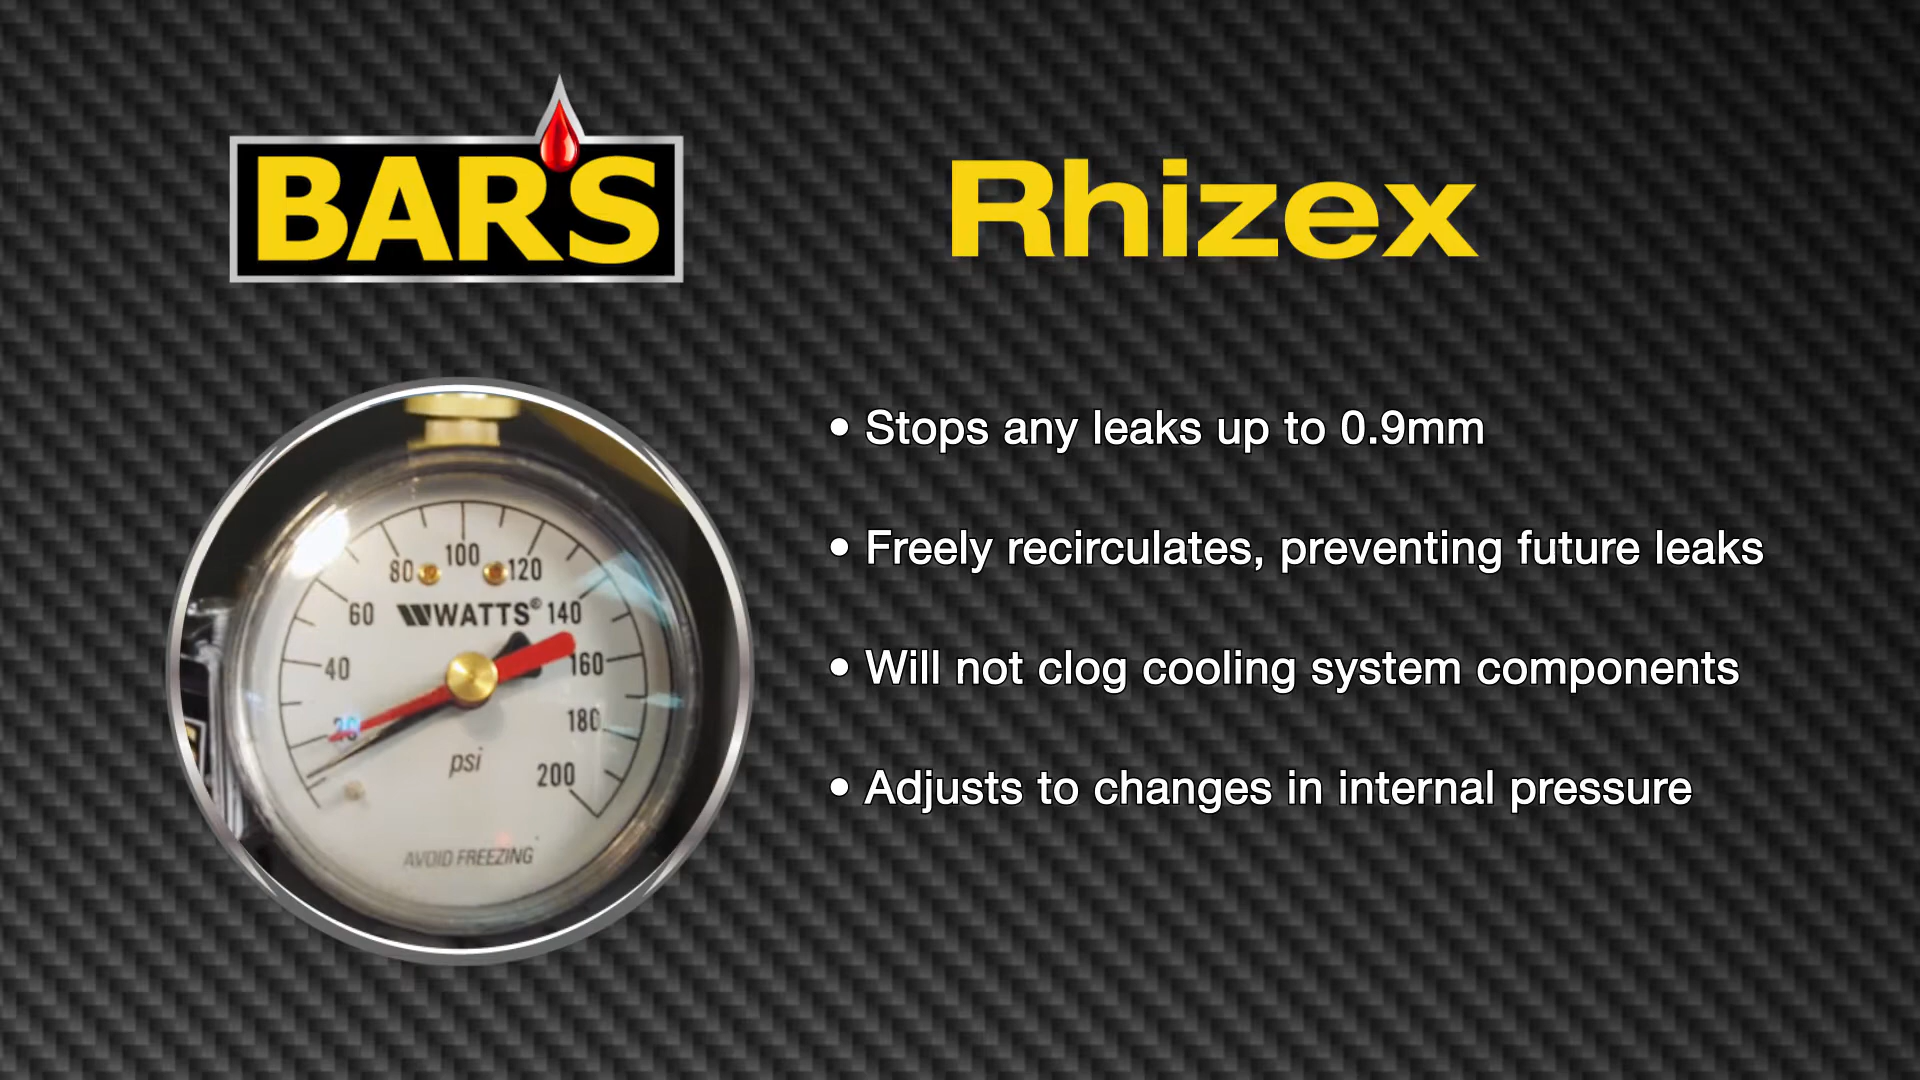 BAR'S
Rhizex
• Stops any leaks up to 0.9mm
• Freely recirculates, preventing future leaks
• Will not clog cooling system components
• Adjusts to changes in internal pressure
100
80
120
60
WATTS®
140
40
160
20
180
psi
200
AVOID FREEZING